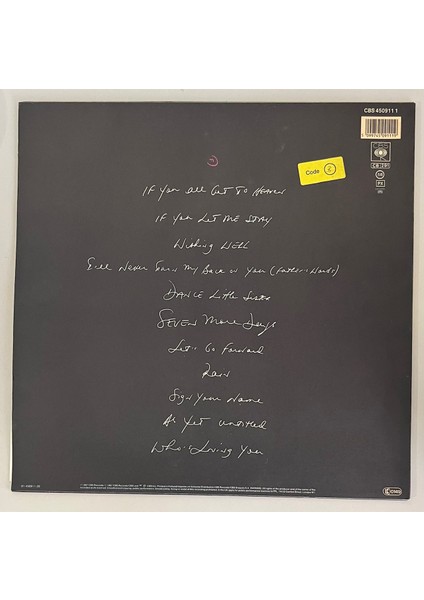 CBS 450911 1
CBS
Code 2
If You All Get To Heaven
If You Let Me Stay
Wishing Well
I'll Never Turn My Back on You (Father's Words)
Dance Little Sister
Seven More Days
Let's Go Forward
Rain
Sign Your Name
As Yet Untitled
Who's Loving You